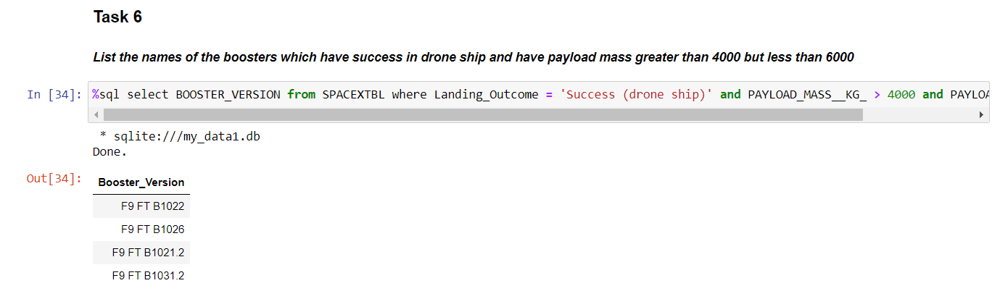 Task 6
List the names of the boosters which have success in drone ship and have payload mass greater than 4000 but less than 6000
In [34]: %sql select BOOSTER_VERSION from SPACEXTBL where Landing_Outcome = 'Success (drone ship)' and PAYLOAD_MASS__KG_ > 4000 and PAYLOA
* sqlite:///my_data1.db
Done.
Out[34]: Booster_Version
F9 FT B1022
F9 FT B1026
F9 FT B1021.2
F9 FT B1031.2